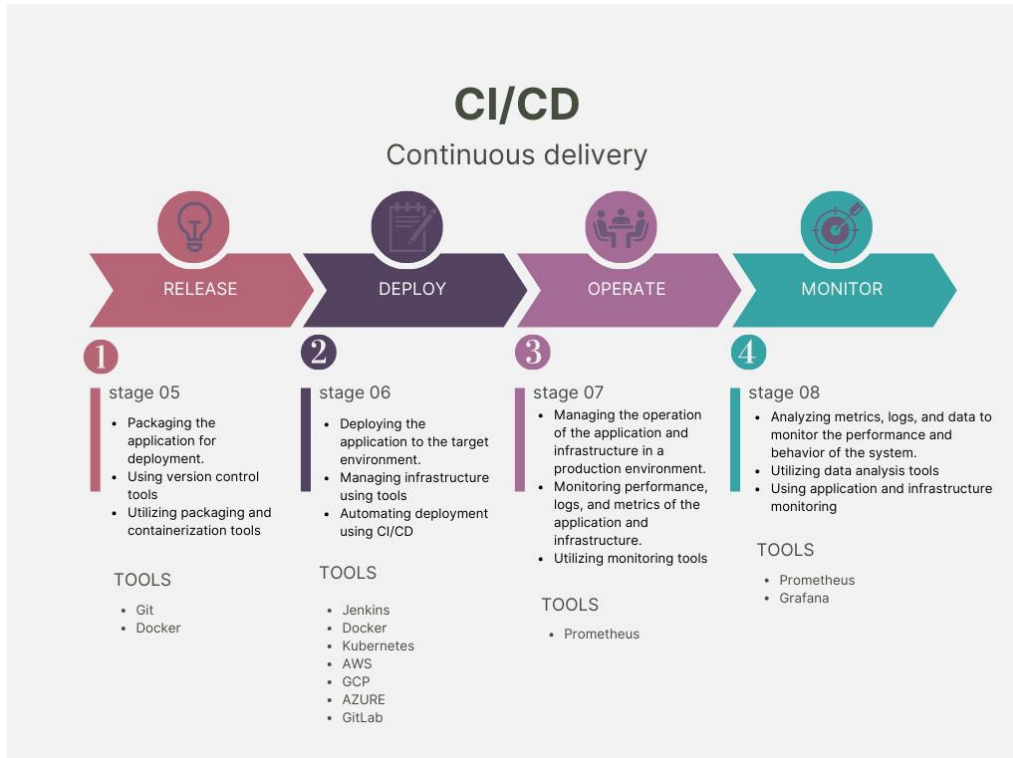 CI/CD
Continuous delivery
RELEASE
DEPLOY
OPERATE
MONITOR
1
stage 05
• Packaging the
application for
deployment.
• Using version control
tools
• Utilizing packaging and
containerization tools
TOOLS
• Git
• Docker
2
stage 06
• Deploying the
application to the target
environment.
• Managing infrastructure
using tools
• Automating deployment
using CI/CD
TOOLS
• Jenkins
• Docker
• Kubernetes
• AWS
• GCP
• AZURE
• GitLab
3
stage 07
• Managing the operation
of the application and
infrastructure in a
production environment.
• Monitoring performance,
logs, and metrics of the
application and
infrastructure.
• Utilizing monitoring tools
TOOLS
• Prometheus
4
stage 08
• Analyzing metrics, logs, and data to
monitor the performance and
behavior of the system.
• Utilizing data analysis tools
• Using application and infrastructure
monitoring
TOOLS
• Prometheus
• Grafana